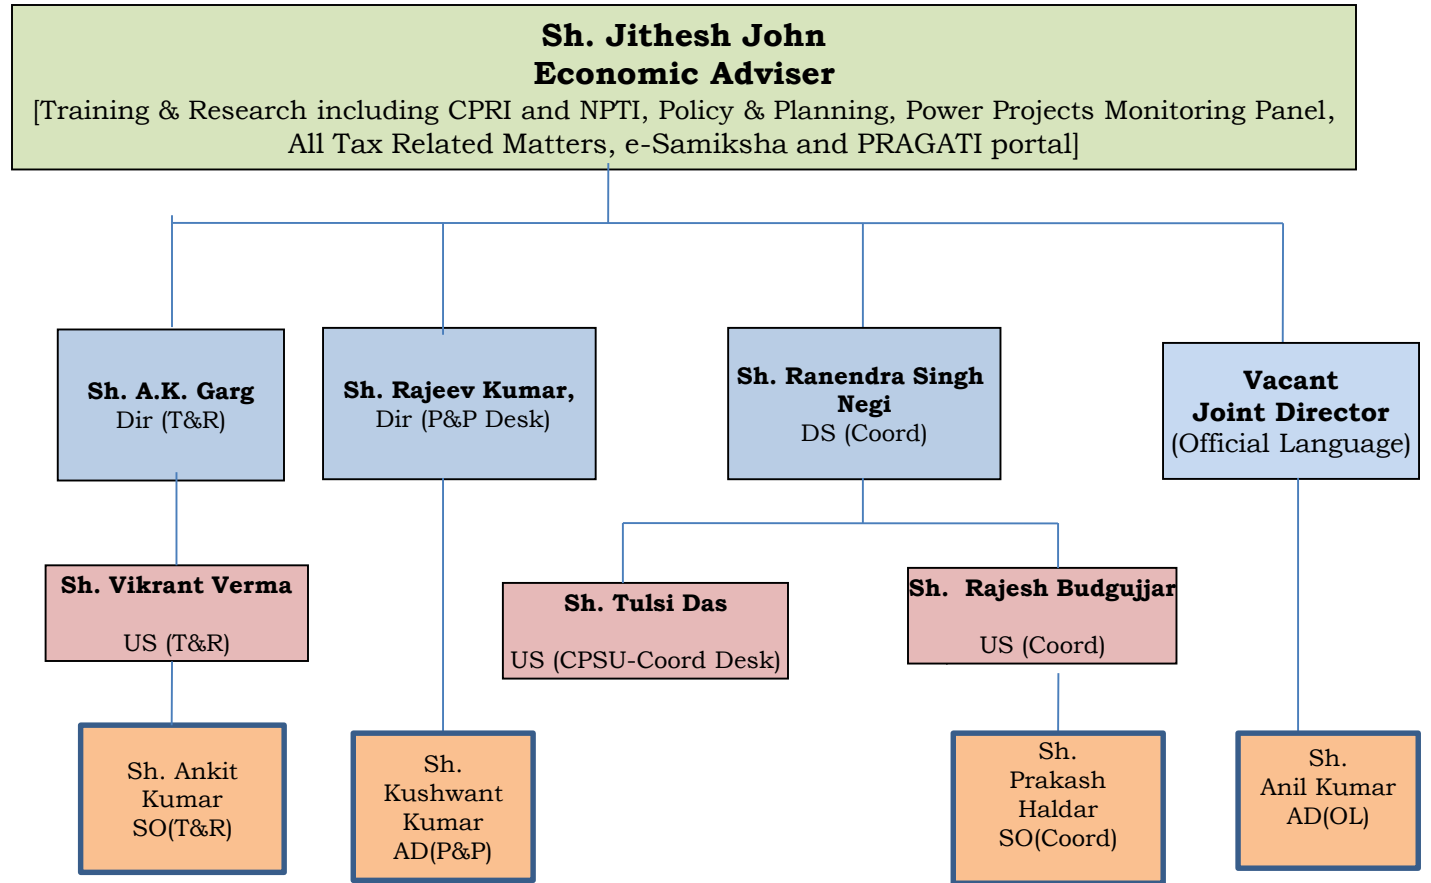 Sh. Jithesh John
Economic Adviser
[Training & Research including CPRI and NPTI, Policy & Planning, Power Projects Monitoring Panel,
All Tax Related Matters, e-Samiksha and PRAGATI portal]
Sh. A.K. Garg
Dir (T&R)
Sh. Rajeev Kumar,
Dir (P&P Desk)
Sh. Ranendra Singh
Negi
DS (Coord)
Vacant
Joint Director
(Official Language)
Sh. Vikrant Verma
US (T&R)
Sh. Tulsi Das
US (CPSU-Coord Desk)
Sh. Rajesh Budgujjar
US (Coord)
Sh. Ankit
Kumar
SO(T&R)
Sh.
Kushwant
Kumar
AD(P&P)
Sh.
Prakash
Haldar
SO(Coord)
Sh.
Anil Kumar
AD(OL)